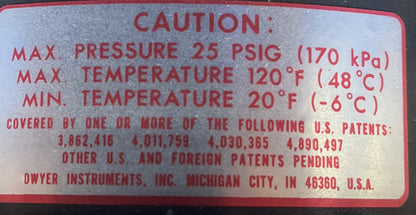 CAUTION:
MAX. PRESSURE 25 PSIG (170 kPa)
MAX. TEMPERATURE 120°F (48°C)
MIN. TEMPERATURE 20°F (-6°C)
COVERED BY ONE OR MORE OF THE FOLLOWING U.S. PATENTS:
3,862,416 4,011,759 4,030,365 4,890,497
OTHER U.S. AND FOREIGN PATENTS PENDING
DWYER INSTRUMENTS, INC. MICHIGAN CITY, IN 46360, U.S.A.